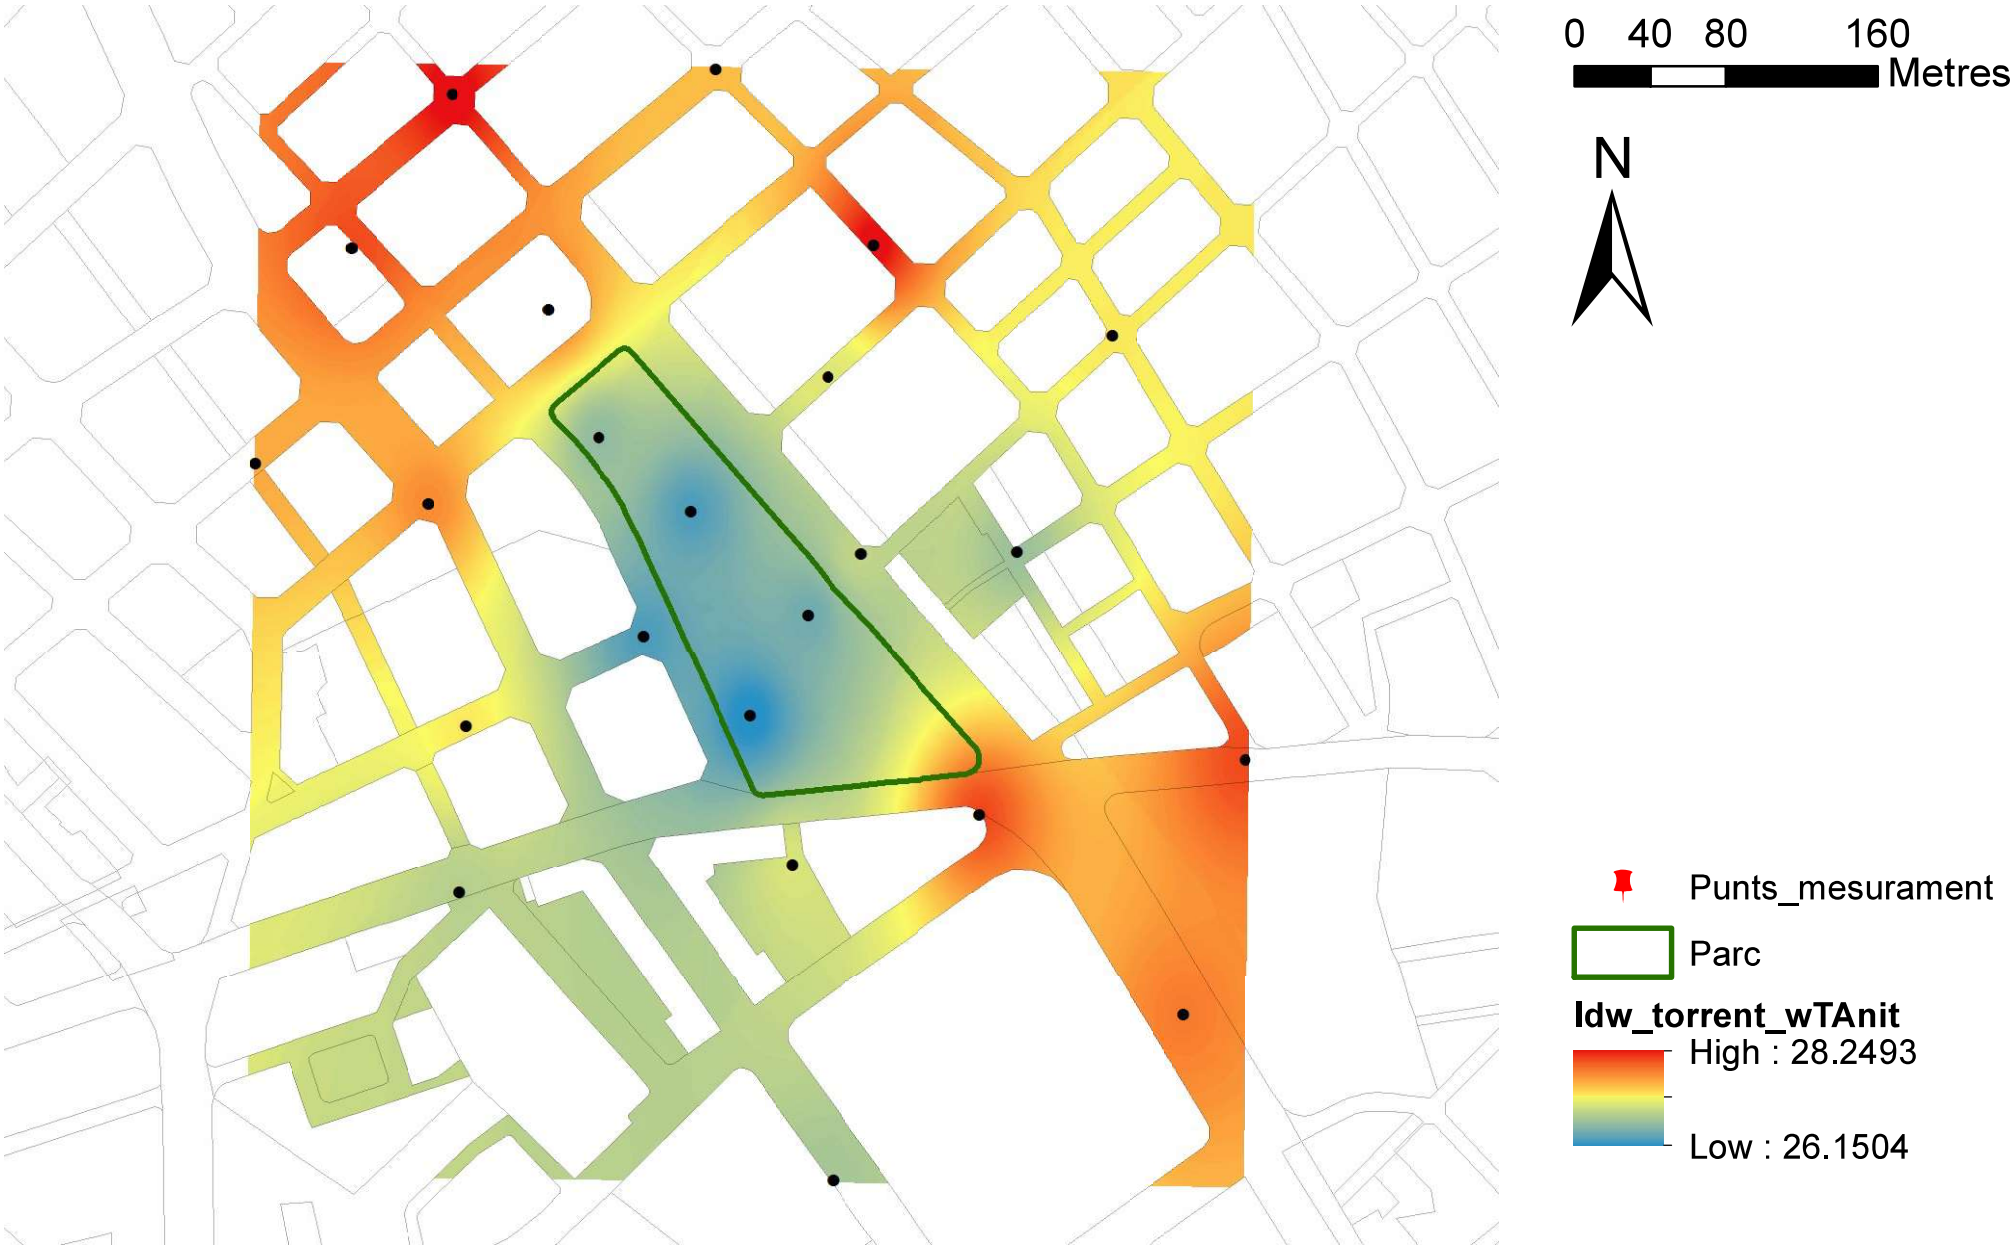 0 40 80 160
Metres
N
Punts_mesurament
Parc
Idw_torrent_wTAnit
High : 28.2493
Low : 26.1504